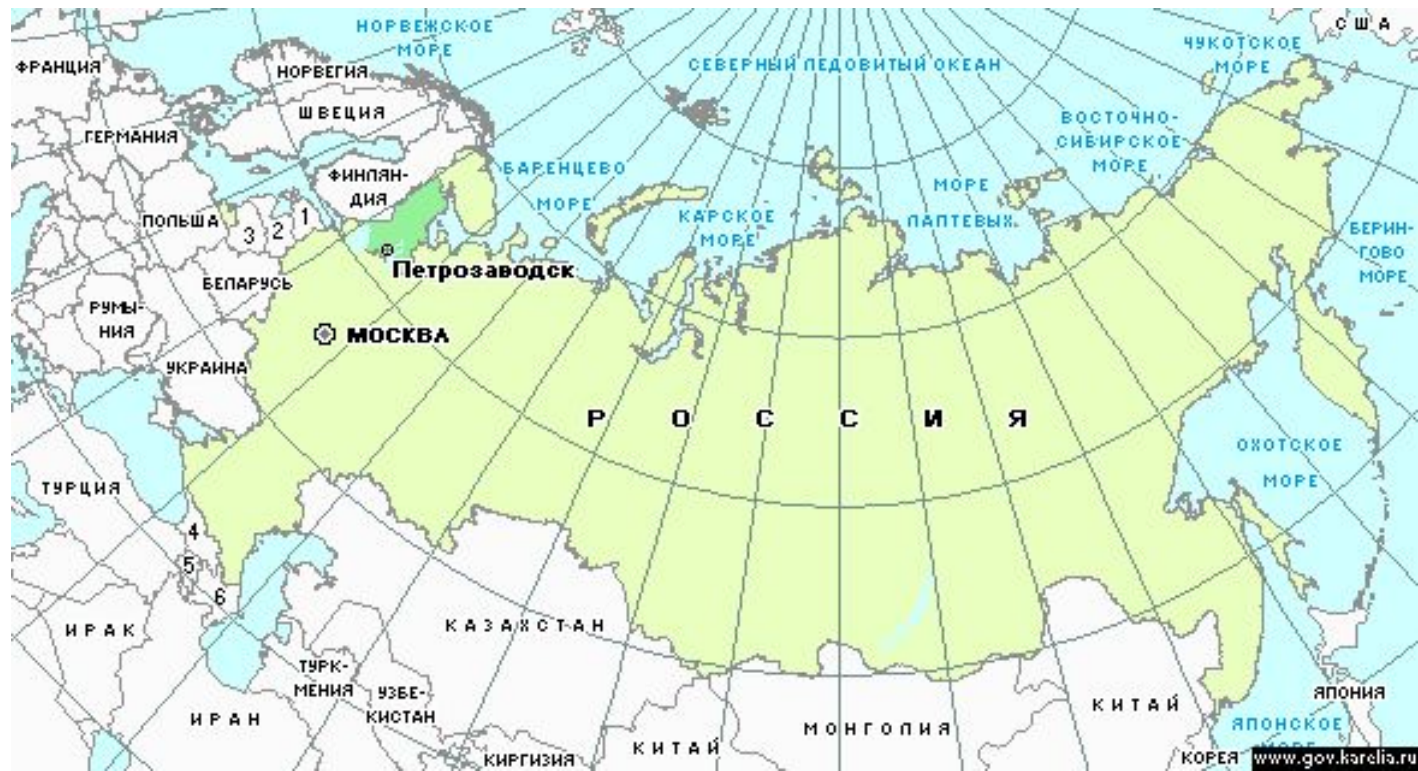 США
НОРВЕЖСКОЕ
МОРЕ
ЧУКОТСКОЕ
МОРЕ
ФРАНЦИЯ
НОРВЕГИЯ
СЕВЕРНЫЙ ЛЕДОВИТЫЙ ОКЕАН
ШВЕЦИЯ
ВОСТОЧНО-
СИБИРСКОЕ
МОРЕ
ГЕРМАНИЯ
БАРЕНЦЕВО
МОРЕ
ФИНЛЯН-
ДИЯ
МОРЕ
ЛАПТЕВЫХ
КАРСКОЕ
МОРЕ
ПОЛЬША
3
2
1
БЕРИН-
ГОВО
МОРЕ
Петрозаводск
БЕЛАРУСЬ
РУМЫ-
НИЯ
МОСКВА
УКРАИНА
РОССИЯ
ОХОТСКОЕ
МОРЕ
ТУРЦИЯ
4
5
6
ИРАК
КАЗАХСТАН
ТУРК-
МЕНИЯ
УЗБЕ-
КИСТАН
ИРАН
ЯПОНИЯ
КИТАЙ
МОНГОЛИЯ
ЯПОНСКОЕ
МОРЕ
КИТАЙ
КИРГИЗИЯ
КОРЕЯ
www.gov.karelia.ru